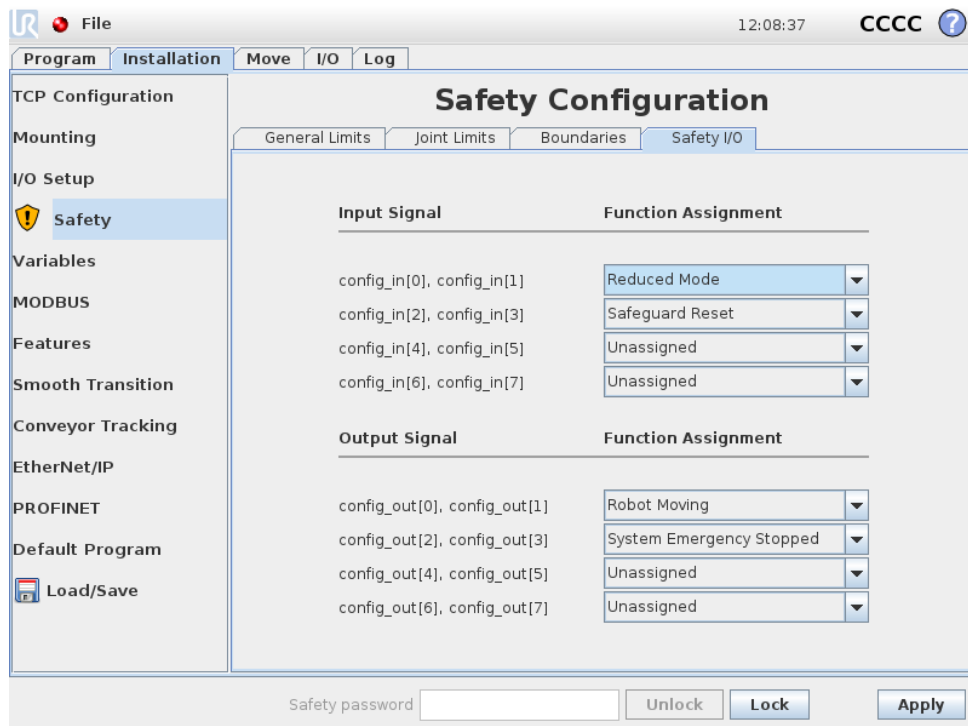 UR File 12:08:37 CCCC ?
Program Installation Move I/O Log
TCP Configuration
Mounting
I/O Setup
Safety
Variables
MODBUS
Features
Smooth Transition
Conveyor Tracking
EtherNet/IP
PROFINET
Default Program
Load/Save
Safety Configuration
General Limits Joint Limits Boundaries Safety I/O
Input Signal Function Assignment
config_in[0], config_in[1] Reduced Mode
config_in[2], config_in[3] Safeguard Reset
config_in[4], config_in[5] Unassigned
config_in[6], config_in[7] Unassigned
Output Signal Function Assignment
config_out[0], config_out[1] Robot Moving
config_out[2], config_out[3] System Emergency Stopped
config_out[4], config_out[5] Unassigned
config_out[6], config_out[7] Unassigned
Safety password Unlock Lock Apply